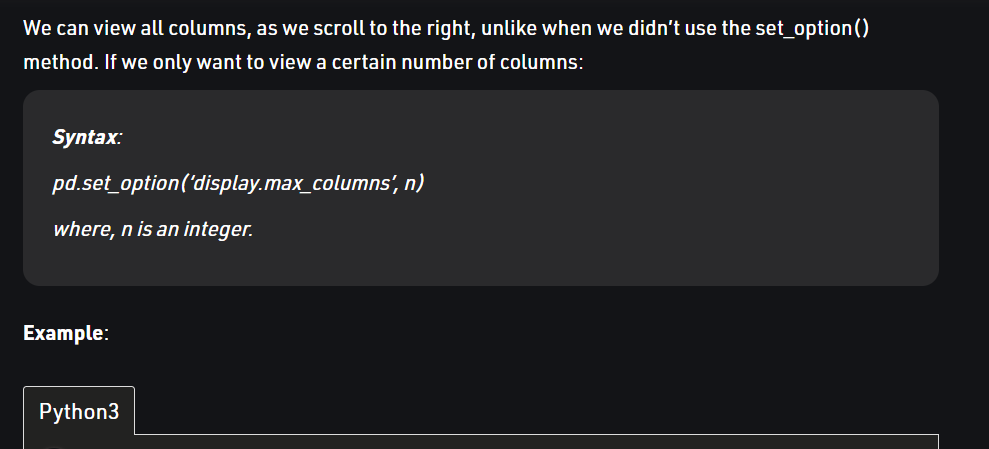 We can view all columns, as we scroll to the right, unlike when we didn’t use the set_option()
method. If we only want to view a certain number of columns:
Syntax:
pd.set_option(‘display.max_columns’, n)
where, n is an integer.
Example:
Python3